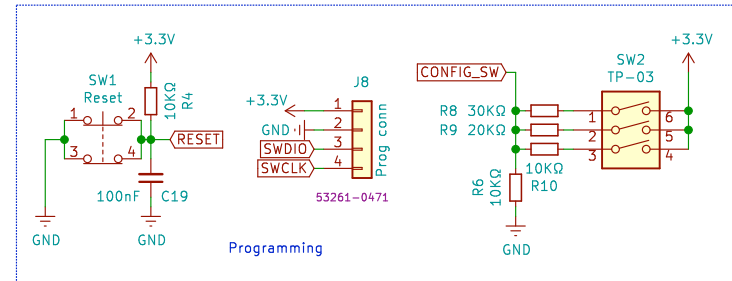 +3.3V
SW1
Reset
1
2
3
4
10KΩ
R4
RESET
100nF
C19
GND
GND
J8
+3.3V
GND
SWDIO
SWCLK
1
2
3
4
Prog conn
53261-0471
Programming
CONFIG_SW
+3.3V
SW2
TP-03
R8 30KΩ
R9 20KΩ
10KΩ
R10
1
2
3
6
5
4
R6
10KΩ
GND